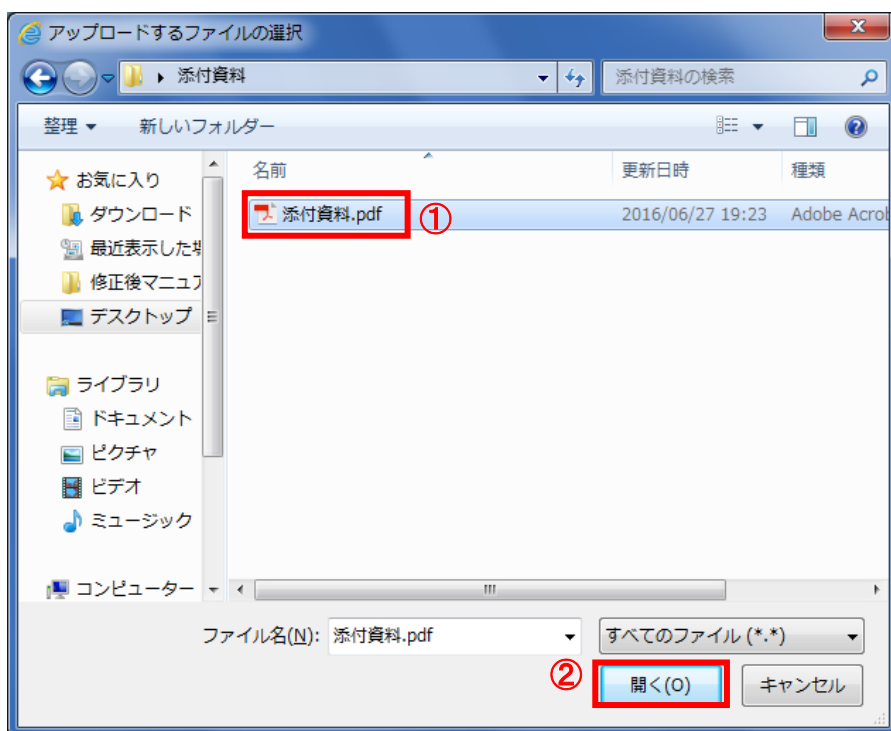 アップロードするファイルの選択
添付資料
添付資料の検索
整理
新しいフォルダー
名前
更新日時
種類
お気に入り
ダウンロード
最近表示した場
修正後マニュア
デスクトップ
ライブラリ
ドキュメント
ピクチャ
ビデオ
ミュージック
コンピューター
添付資料.pdf
①
2016/06/27 19:23
Adobe Acrob
ファイル名(N):
添付資料.pdf
すべてのファイル (*.*)
②
開く(O)
キャンセル